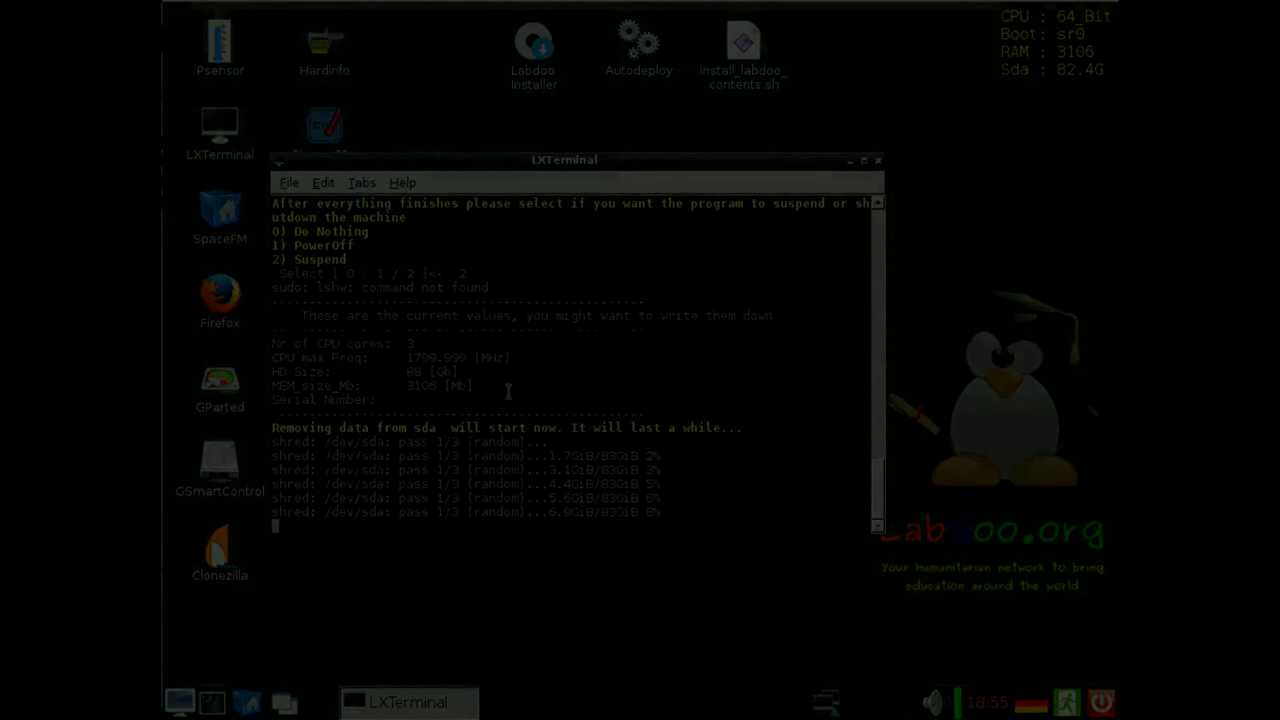 CPU : 64_Bit
Boot: sr0
RAM : 3106
Sda : 82.4G
Psensor
Hardinfo
Labdoo
Installer
Autodeploy
install_labdoo_
contents.sh
LXTerminal
SpaceFM
Firefox
GParted
GSmartControl
Clonezilla
LXTerminal
File Edit Tabs Help
After everything finishes please select if you want the program to suspend or sh
utdown the machine
0) Do Nothing
1) PowerOff
2) Suspend
Select [ 0 . 1 / 2 ]<- 2
sudo: lshw: command not found
These are the current values, you might want to write them down
Nr of CPU cores: 3
CPU max Freq: 1799.999 [MHz]
HD Size: 88 [Gb]
MEM_size_Mb: 3106 [Mb]
Serial Number:
Removing data from sda will start now. It will last a while...
shred: /dev/sda: pass 1/3 (random)...
shred: /dev/sda: pass 1/3 (random)...1.7GiB/83GiB 2%
shred: /dev/sda: pass 1/3 (random)...3.1GiB/83GiB 3%
shred: /dev/sda: pass 1/3 (random)...4.4GiB/83GiB 5%
shred: /dev/sda: pass 1/3 (random)...5.6GiB/83GiB 6%
shred: /dev/sda: pass 1/3 (random)...6.9GiB/83GiB 8%
Labdoo.org
Your humanitarian network to bring
education around the world
LXTerminal
18:55